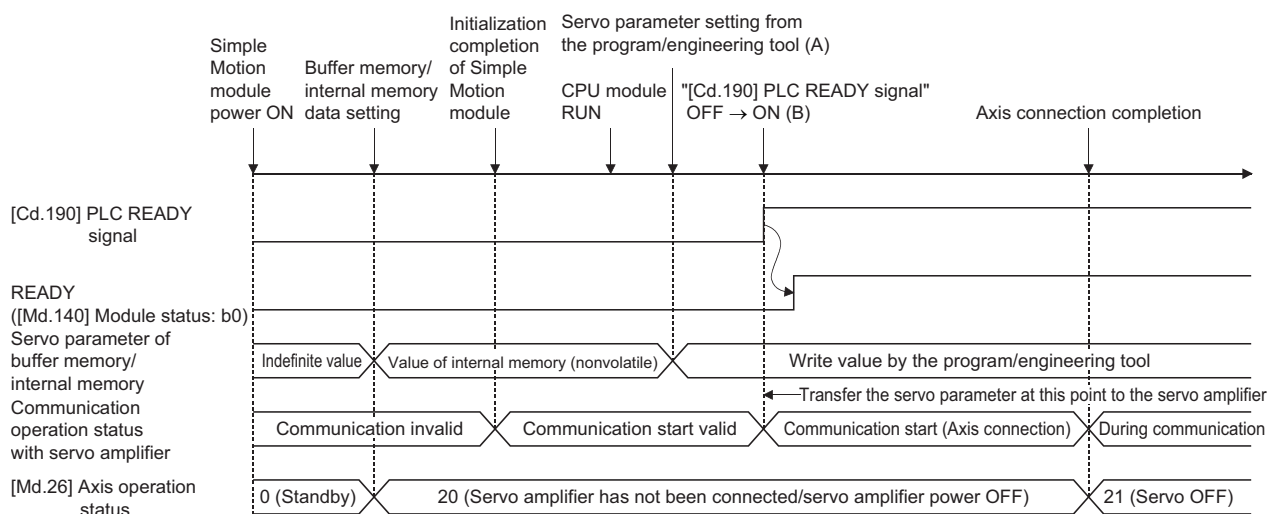 Simple
Motion
module
power ON
Buffer memory/
internal memory
data setting
Initialization
completion
of Simple
Motion
module
CPU module
RUN
Servo parameter setting from
the program/engineering tool (A)
"[Cd.190] PLC READY signal"
OFF → ON (B)
Axis connection completion
[Cd.190] PLC READY
signal
READY
([Md.140] Module status: b0)
Servo parameter of
buffer memory/
internal memory
Indefinite value
Value of internal memory (nonvolatile)
Write value by the program/engineering tool
Transfer the servo parameter at this point to the servo amplifier
Communication
operation status
with servo amplifier
Communication invalid
Communication start valid
Communication start (Axis connection)
During communication
[Md.26] Axis operation
status
0 (Standby)
20 (Servo amplifier has not been connected/servo amplifier power OFF)
21 (Servo OFF)